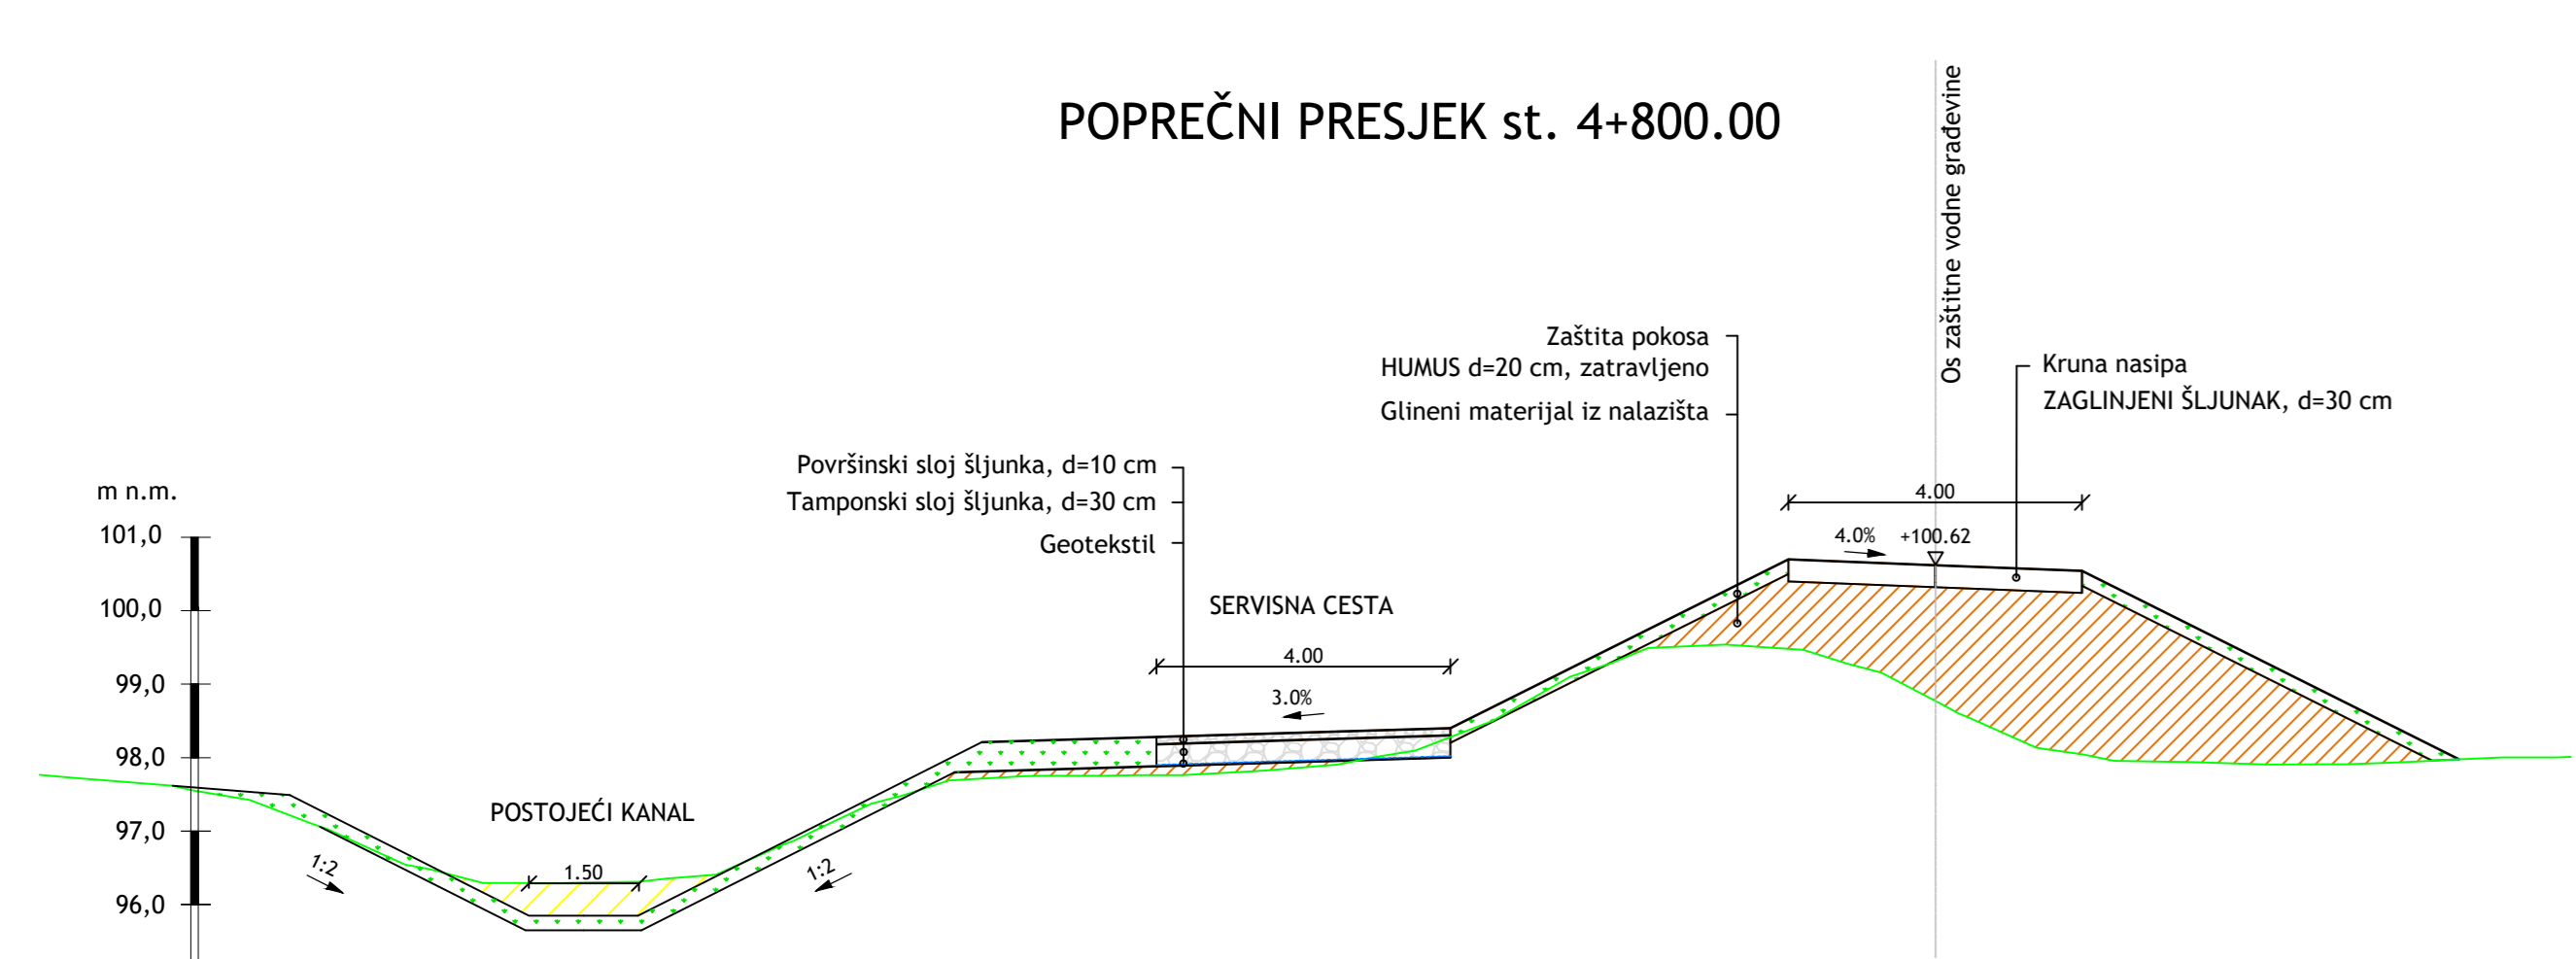 POPREČNI PRESJEK st. 4+800.00
Os zaštitne vodne građevine
Zaštita pokosa
HUMUS d=20 cm, zatravljeno
Glineni materijal iz nalazišta
Kruna nasipa
ZAGLINJENI ŠLJUNAK, d=30 cm
Površinski sloj šljunka, d=10 cm
Tamponski sloj šljunka, d=30 cm
Geotekstil
m n.m.
101,0
100,0
99,0
98,0
97,0
96,0
4.00
4.0%
+100.62
SERVISNA CESTA
4.00
3.0%
POSTOJEĆI KANAL
1:2
1.50
1:2